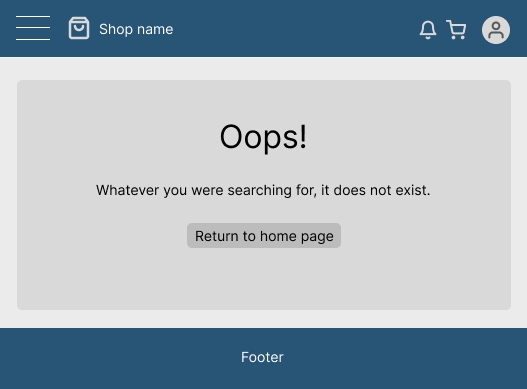 Shop name
Oops!
Whatever you were searching for, it does not exist.
Return to home page
Footer